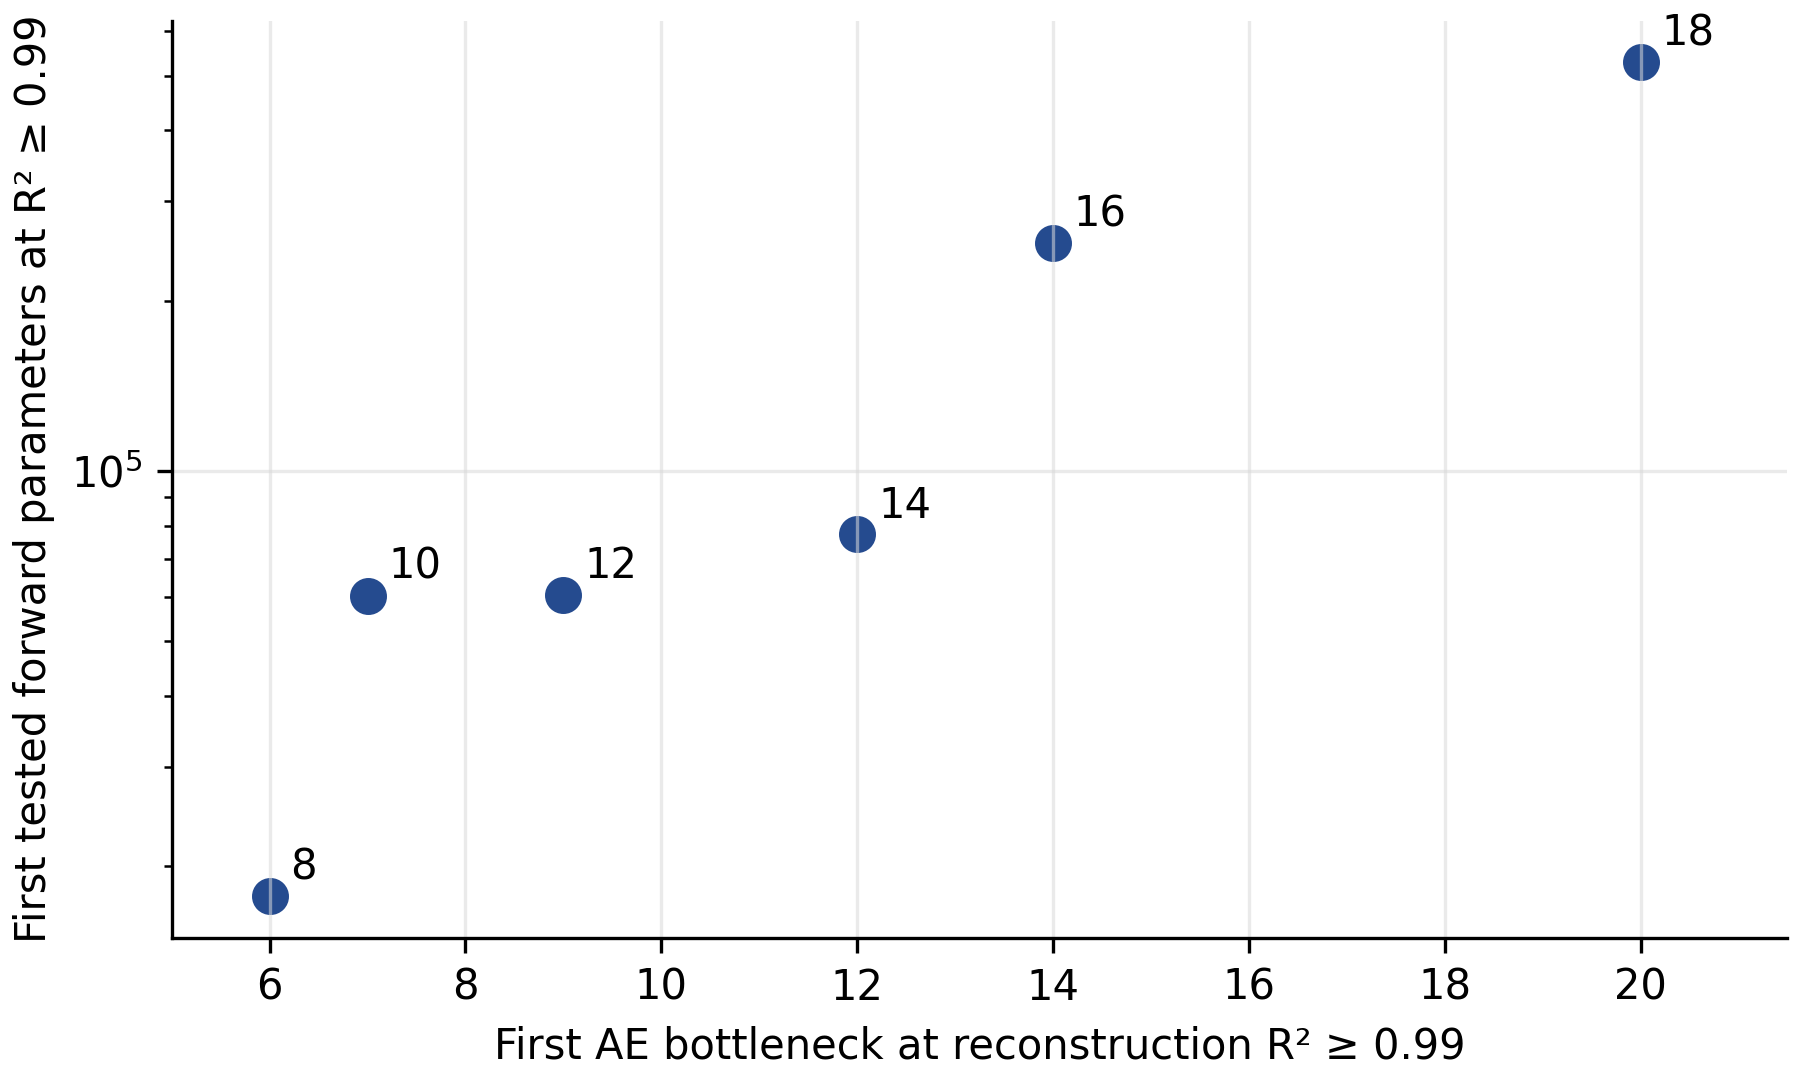 First tested forward parameters at R² ≥ 0.99
18
16
10⁵
14
10
12
8
6 8 10 12 14 16 18 20
First AE bottleneck at reconstruction R² ≥ 0.99